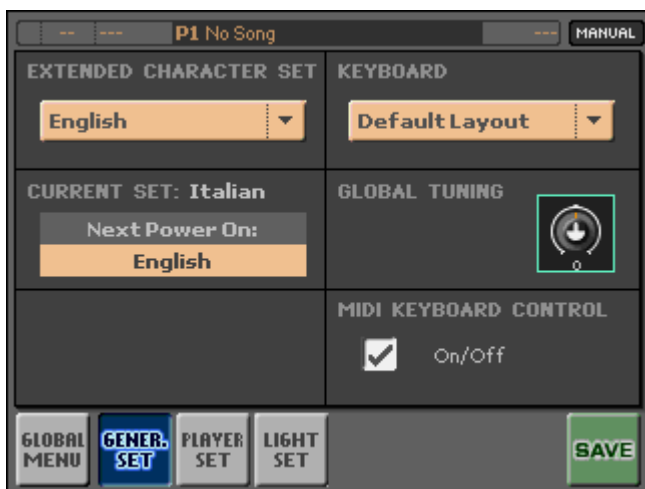 -- --- P1 No Song --- MANUAL
EXTENDED CHARACTER SET
English
KEYBOARD
Default Layout
CURRENT SET: Italian
Next Power On:
English
GLOBAL TUNING
0
MIDI KEYBOARD CONTROL
On/Off
GLOBAL MENU
GENER. SET
PLAYER SET
LIGHT SET
SAVE